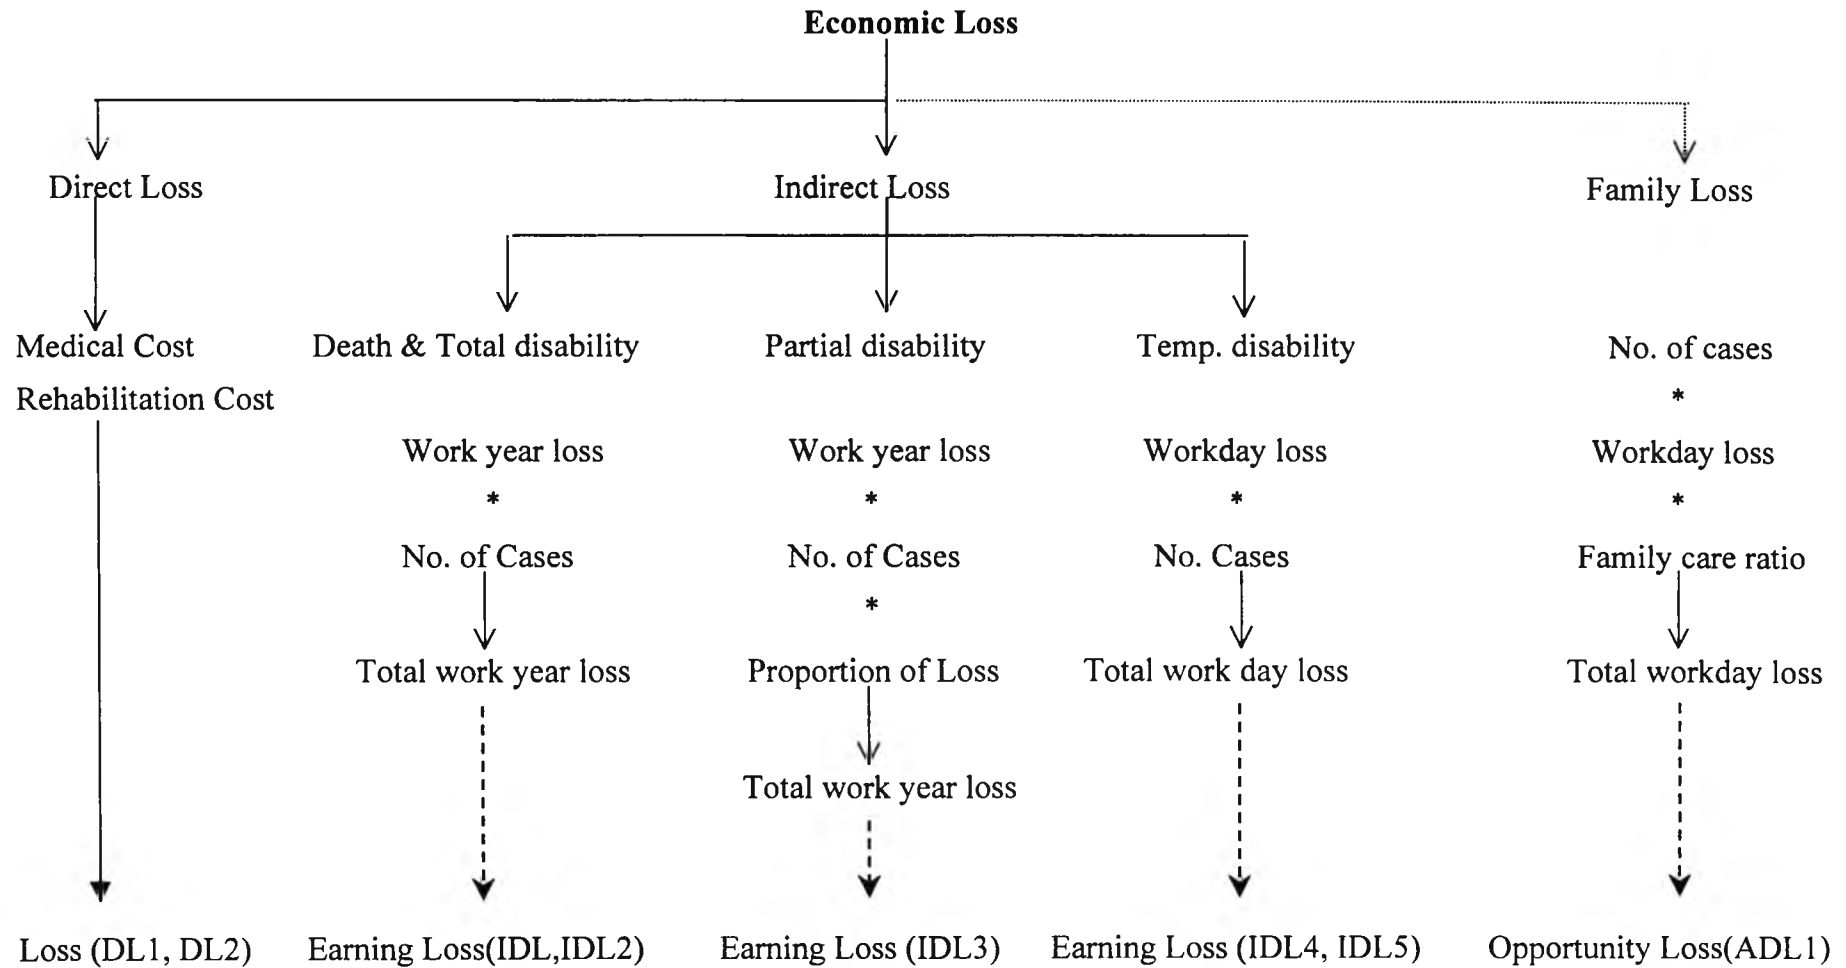 Economic Loss
Direct Loss
Indirect Loss
Family Loss
Medical Cost
Rehabilitation Cost
Loss (DL1, DL2)
Death & Total disability
Work year loss
*
No. of Cases
Total work year loss
Earning Loss(IDL,IDL2)
Partial disability
Work year loss
*
No. of Cases
*
Proportion of Loss
Total work year loss
Earning Loss (IDL3)
Temp. disability
Workday loss
*
No. Cases
Total work day loss
Earning Loss (IDL4, IDL5)
No. of cases
*
Workday loss
*
Family care ratio
Total workday loss
Opportunity Loss(ADL1)